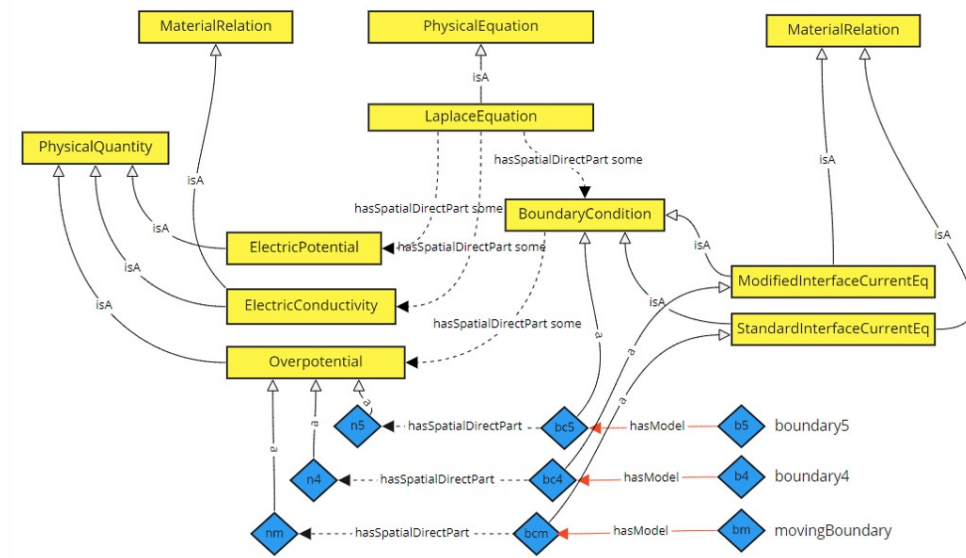 MaterialRelation
PhysicalEquation
MaterialRelation
isA
LaplaceEquation
PhysicalQuantity
hasSpatialDirectPart some
isA
isA
isA
hasSpatialDirectPart some
BoundaryCondition
isA
ElectricPotential
hasSpatialDirectPart some
isA
isA
isA
ModifiedInterfaceCurrentEq
ElectricConductivity
isA
isA
hasSpatialDirectPart some
a
StandardInterfaceCurrentEq
Overpotential
a
a
a
a
a
n5
hasSpatialDirectPart
bc5
hasModel
b5
boundary5
n4
hasSpatialDirectPart
bc4
hasModel
b4
boundary4
nm
hasSpatialDirectPart
bcm
hasModel
bm
movingBoundary